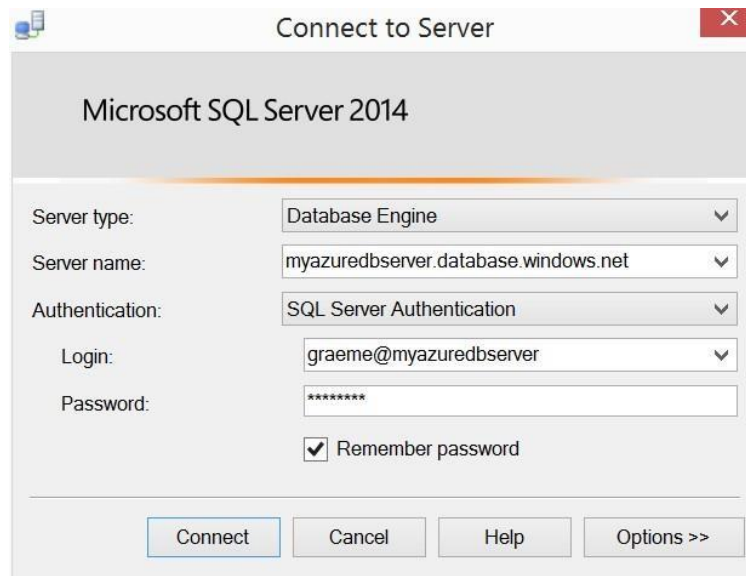 Connect to Server
Microsoft SQL Server 2014
Server type: Database Engine
Server name: myazuredbserver.database.windows.net
Authentication: SQL Server Authentication
Login: graeme@myazuredbserver
Password: ********
Remember password
Connect Cancel Help Options >>